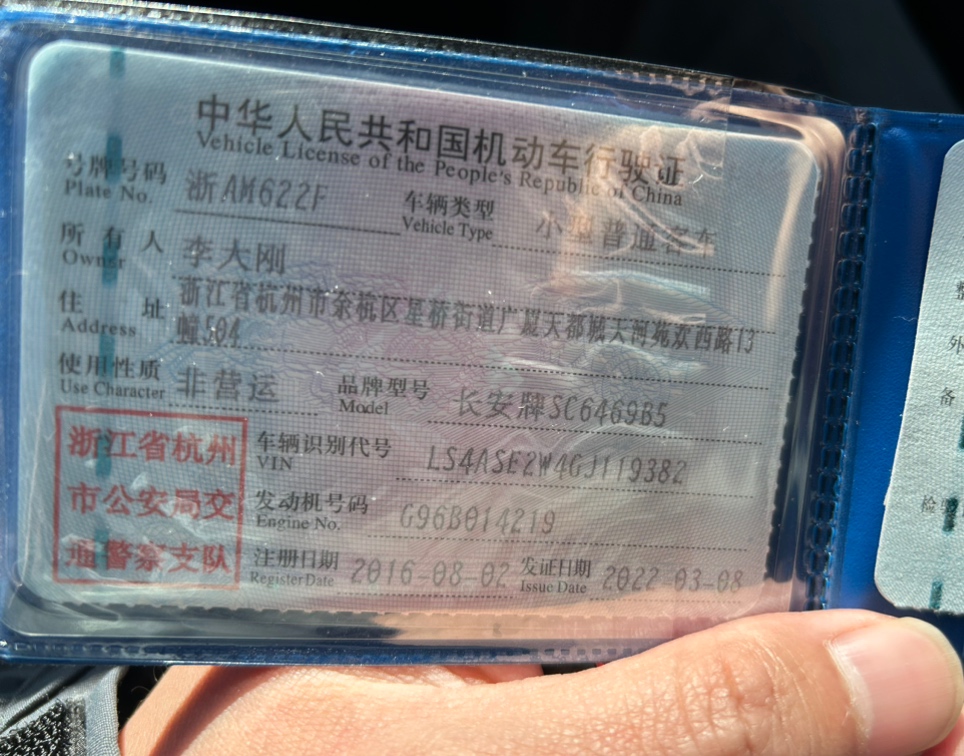 中华人民共和国机动车行驶证
Vehicle License of the People's Republic of China
号牌号码 浙AM622F 车辆类型 小型普通客车
Plate No. Vehicle Type
所有人 李大刚
Owner
住址 浙江省杭州市余杭区星桥街道广厦天都城天河苑欢西路13
Address 幢504
使用性质 非营运 品牌型号 长安牌SC6469B5
Use Character Model
浙江省杭州
市公安局交
通警察支队
车辆识别代号 LS4ASE2W4GJ119382
VIN
发动机号码 G96B014219
Engine No.
注册日期 2016-08-02 发证日期 2022-03-08
Register Date Issue Date
外
备
检